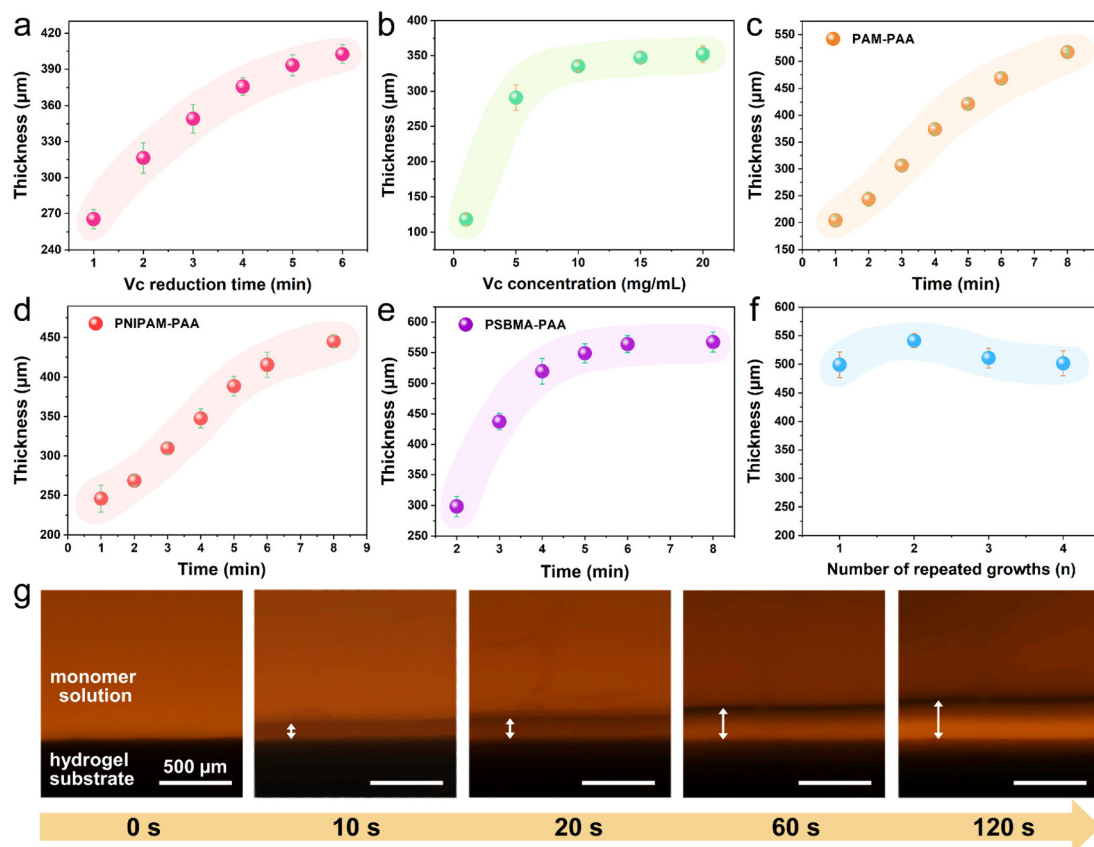 a
420
390
360
330
300
270
240
1 2 3 4 5 6
Thickness (μm)
Vc reduction time (min)
b
400
350
300
250
200
150
100
0 5 10 15 20
Thickness (μm)
Vc concentration (mg/mL)
c
PAM-PAA
550
500
450
400
350
300
250
200
150
0 1 2 3 4 5 6 7 8 9
Thickness (μm)
Time (min)
d
PNIPAM-PAA
450
400
350
300
250
200
0 1 2 3 4 5 6 7 8 9
Thickness (μm)
Time (min)
e
PSBMA-PAA
600
550
500
450
400
350
300
250
2 3 4 5 6 7 8
Thickness (μm)
Time (min)
f
600
550
500
450
400
350
300
250
200
1 2 3 4
Thickness (μm)
Number of repeated growths (n)
g
monomer
solution
hydrogel
substrate
500 μm
0 s
10 s
20 s
60 s
120 s